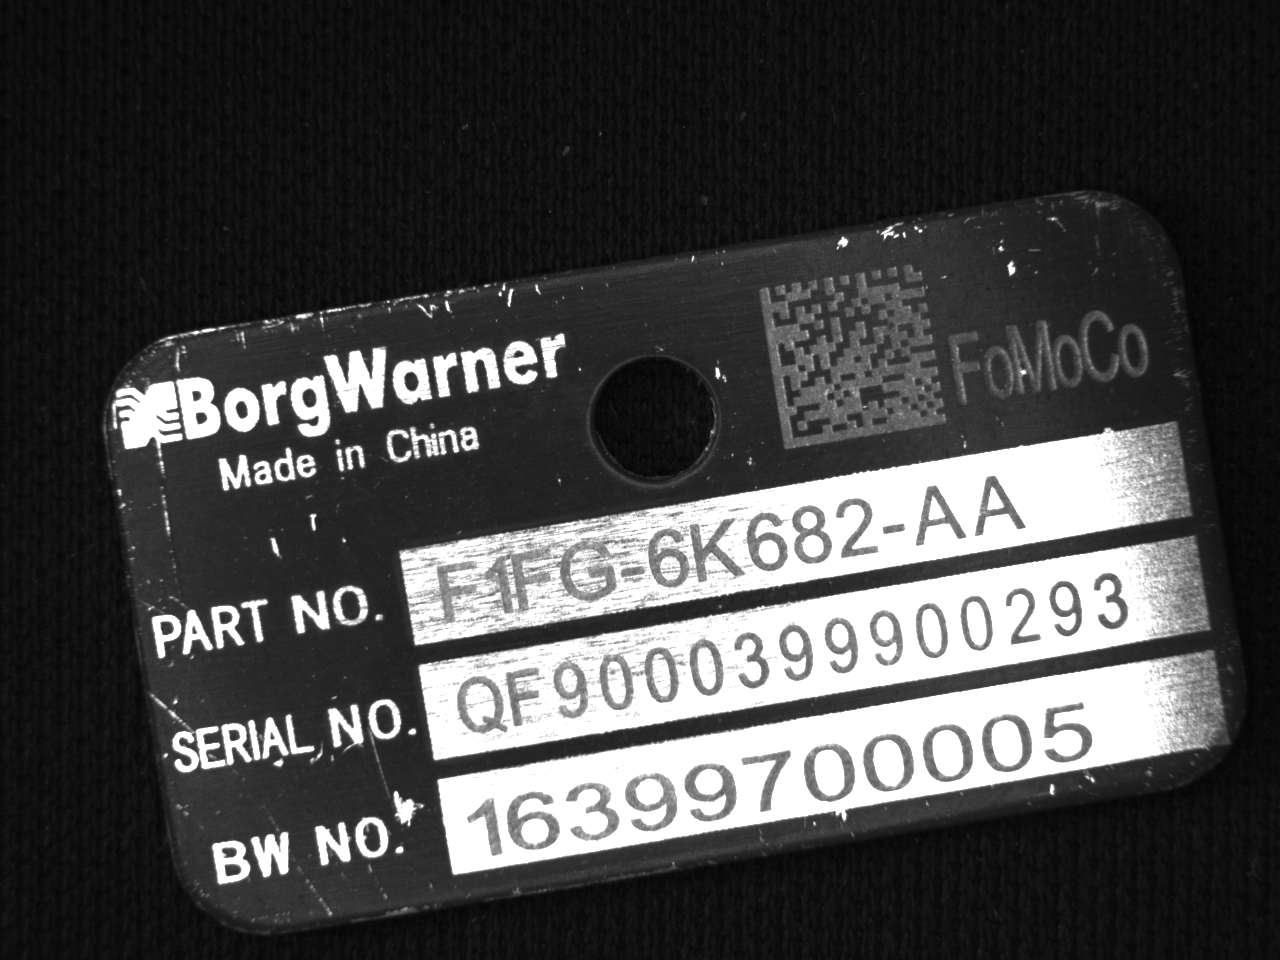 BorgWarner
Made in China
FoMoCo
PART NO. F1FG-6K682-AA
SERIAL NO. QF9000399900293
BW NO. 16399700005